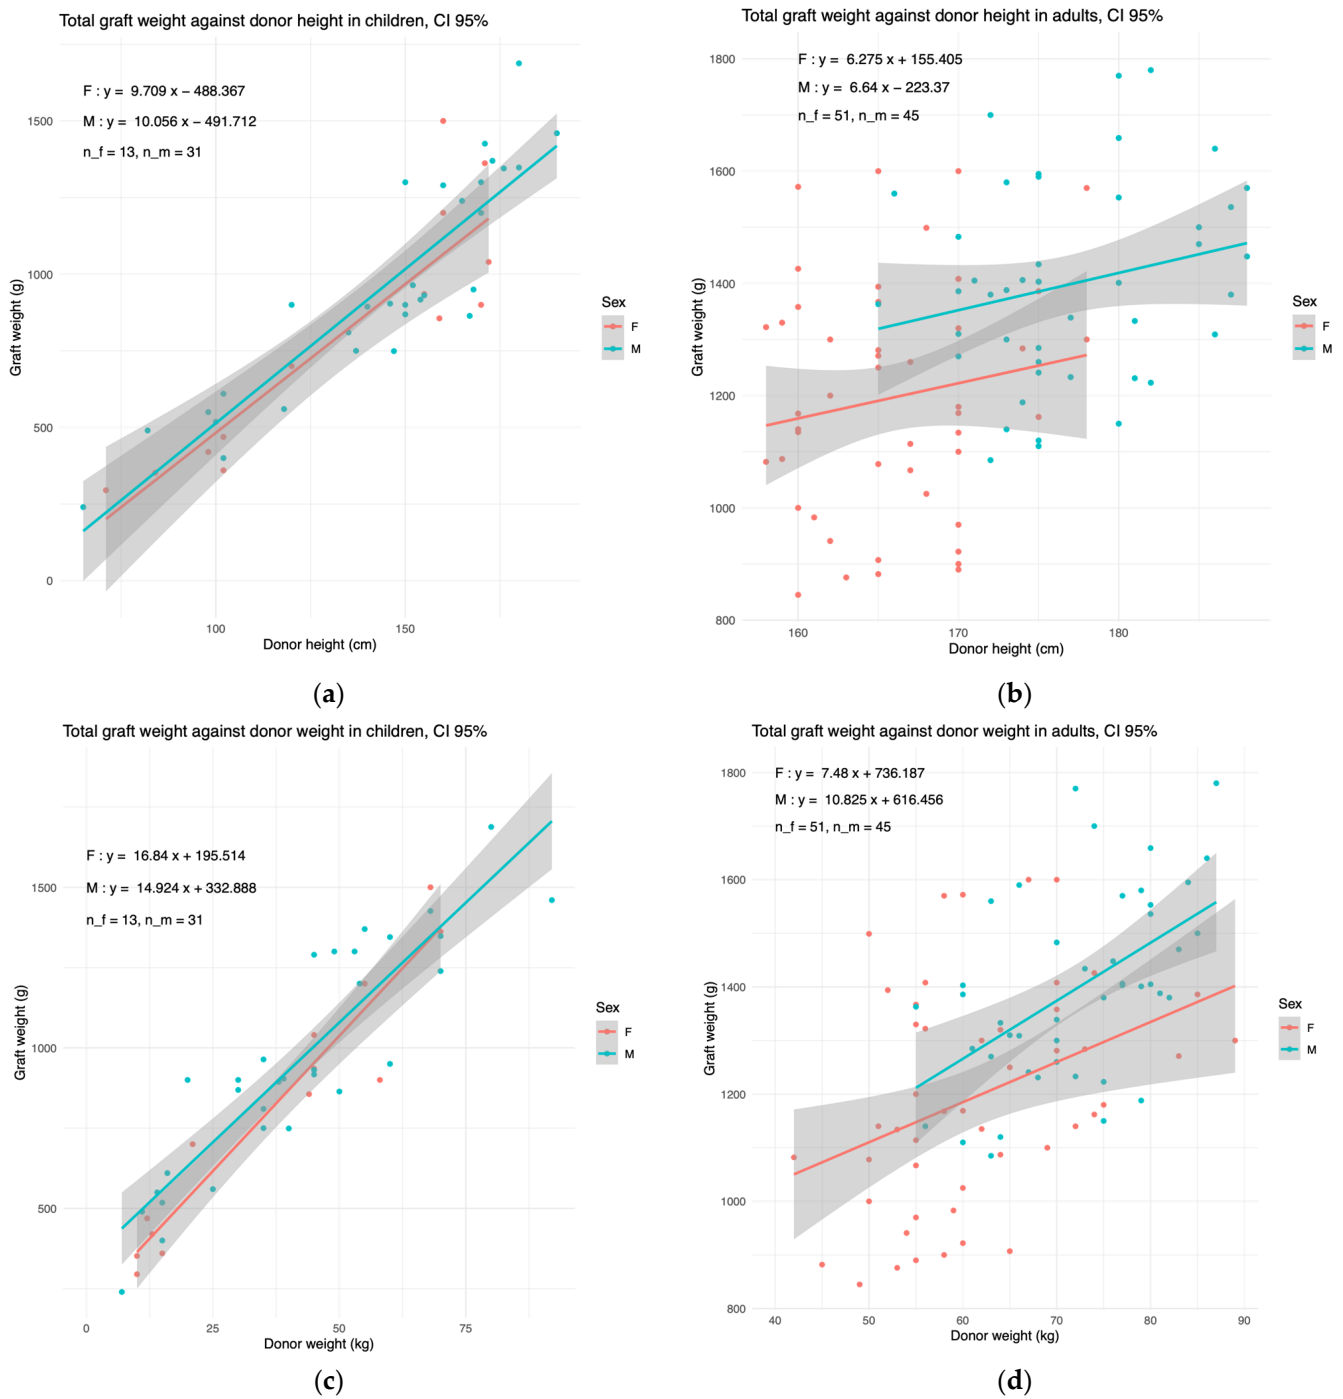 Total graft weight against donor height in children, CI 95%
F : y = 9.709 x − 488.367
M : y = 10.056 x − 491.712
n_f = 13, n_m = 31
1500
1000
500
0
Graft weight (g)
100 150
Donor height (cm)
Sex
F
M
(a)
Total graft weight against donor height in adults, CI 95%
F : y = 6.275 x + 155.405
M : y = 6.64 x − 223.37
n_f = 51, n_m = 45
1800
1600
1400
1200
1000
800
Graft weight (g)
160 170 180
Donor height (cm)
Sex
F
M
(b)
Total graft weight against donor weight in children, CI 95%
F : y = 16.84 x + 195.514
M : y = 14.924 x + 332.888
n_f = 13, n_m = 31
1500
1000
500
Graft weight (g)
0 25 50 75
Donor weight (kg)
Sex
F
M
(c)
Total graft weight against donor weight in adults, CI 95%
F : y = 7.48 x + 736.187
M : y = 10.825 x + 616.456
n_f = 51, n_m = 45
1800
1600
1400
1200
1000
800
Graft weight (g)
40 50 60 70 80 90
Donor weight (kg)
Sex
F
M
(d)